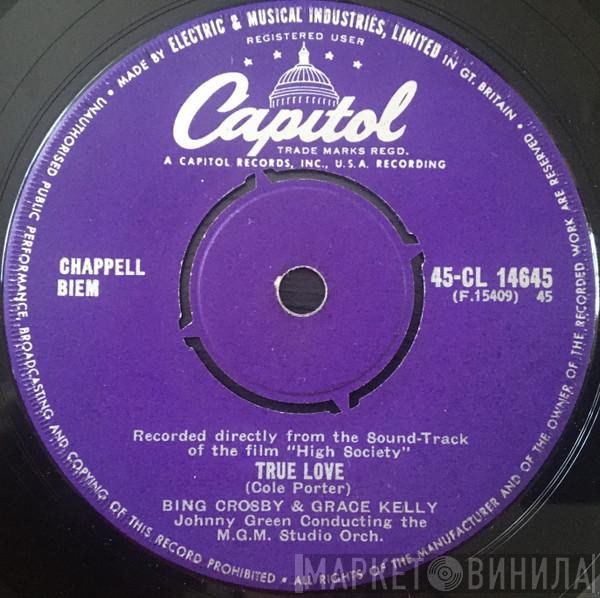 MADE BY ELECTRIC & MUSICAL INDUSTRIES, LIMITED IN GT. BRITAIN • ALL RIGHTS OF THE MANUFACTURER AND OF THE OWNER OF THE RECORDED WORK ARE RESERVED •
UNAUTHORISED PUBLIC PERFORMANCE, BROADCASTING AND COPYING OF THIS RECORD PROHIBITED •
REGISTERED USER
Capitol
TRADE MARKS REGD.
A CAPITOL RECORDS, INC., U.S.A. RECORDING
CHAPPELL
BIEM
45-CL 14645
(F.15409) 45
Recorded directly from the Sound-Track
of the film "High Society"
TRUE LOVE
(Cole Porter)
BING CROSBY & GRACE KELLY
Johnny Green Conducting the
M.G.M. Studio Orch.
МАРКЕТ ВИНИЛА